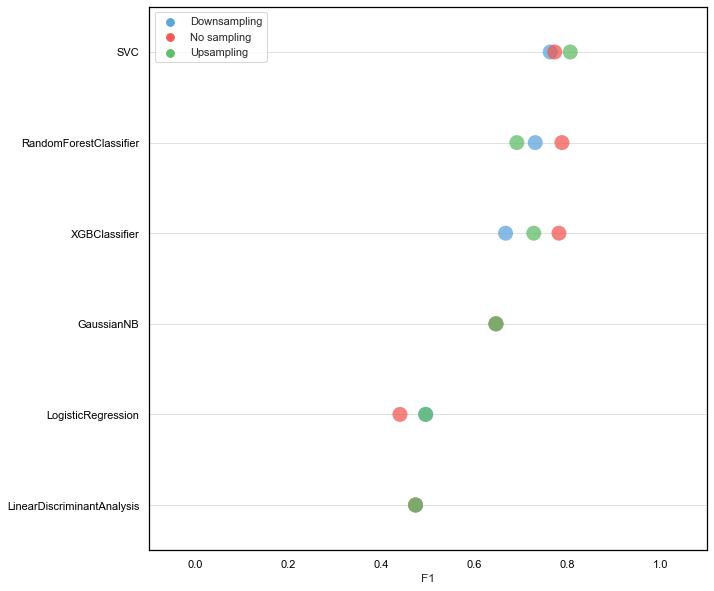 Downsampling
No sampling
Upsampling
SVC
RandomForestClassifier
XGBClassifier
GaussianNB
LogisticRegression
LinearDiscriminantAnalysis
0.0 0.2 0.4 0.6 0.8 1.0
F1